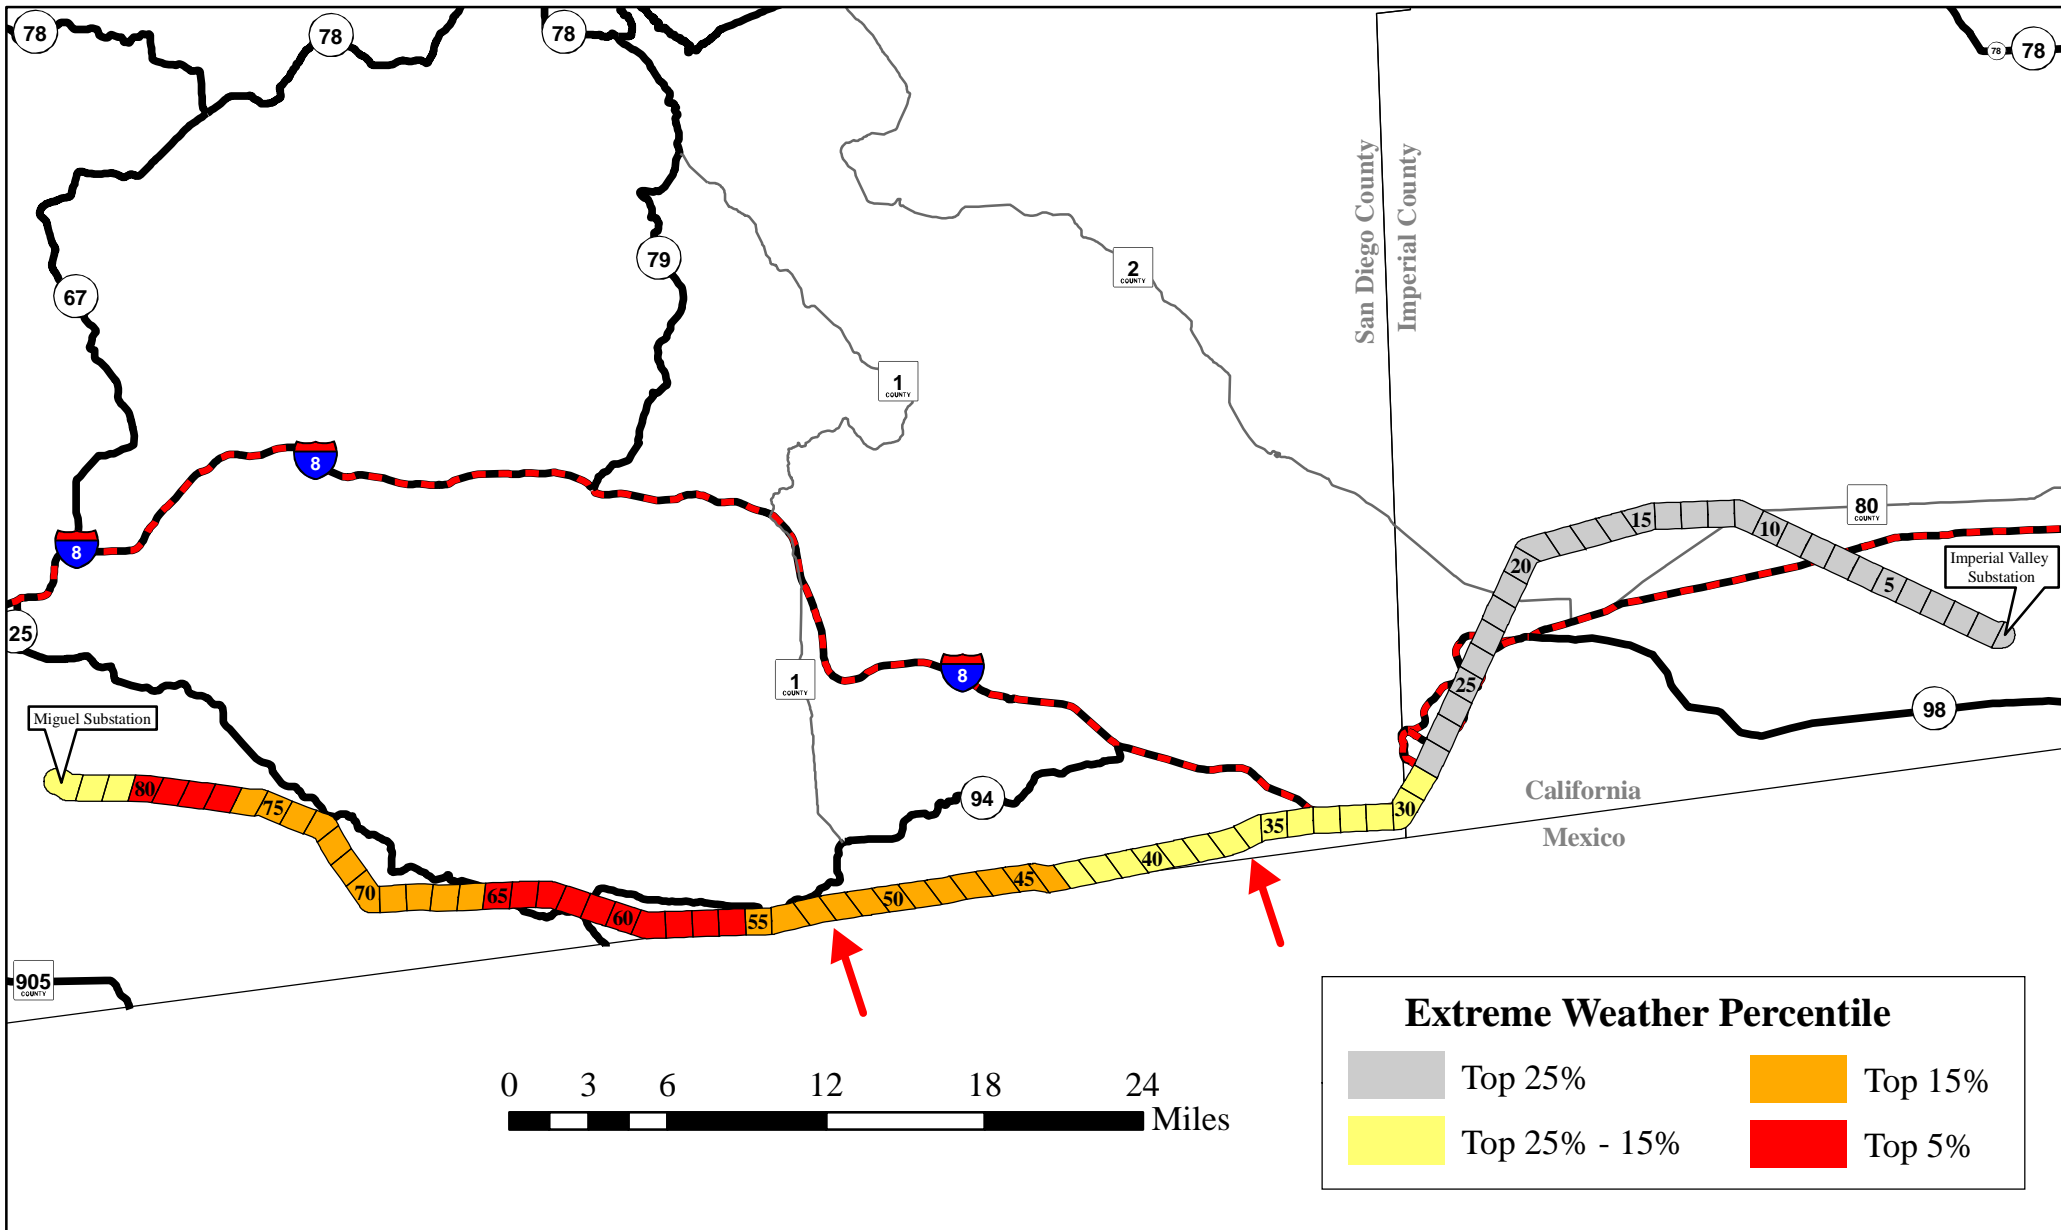 78
78
78
78
78
79
67
2
COUNTY
San Diego County
Imperial County
1
COUNTY
8
8
80
COUNTY
15
10
20
5
Imperial Valley
Substation
25
25
1
COUNTY
8
98
Miguel Substation
80
75
70
65
60
55
50
45
40
35
30
94
California
Mexico
905
COUNTY
0 3 6 12 18 24
Miles
Extreme Weather Percentile
Top 25%
Top 15%
Top 25% - 15%
Top 5%